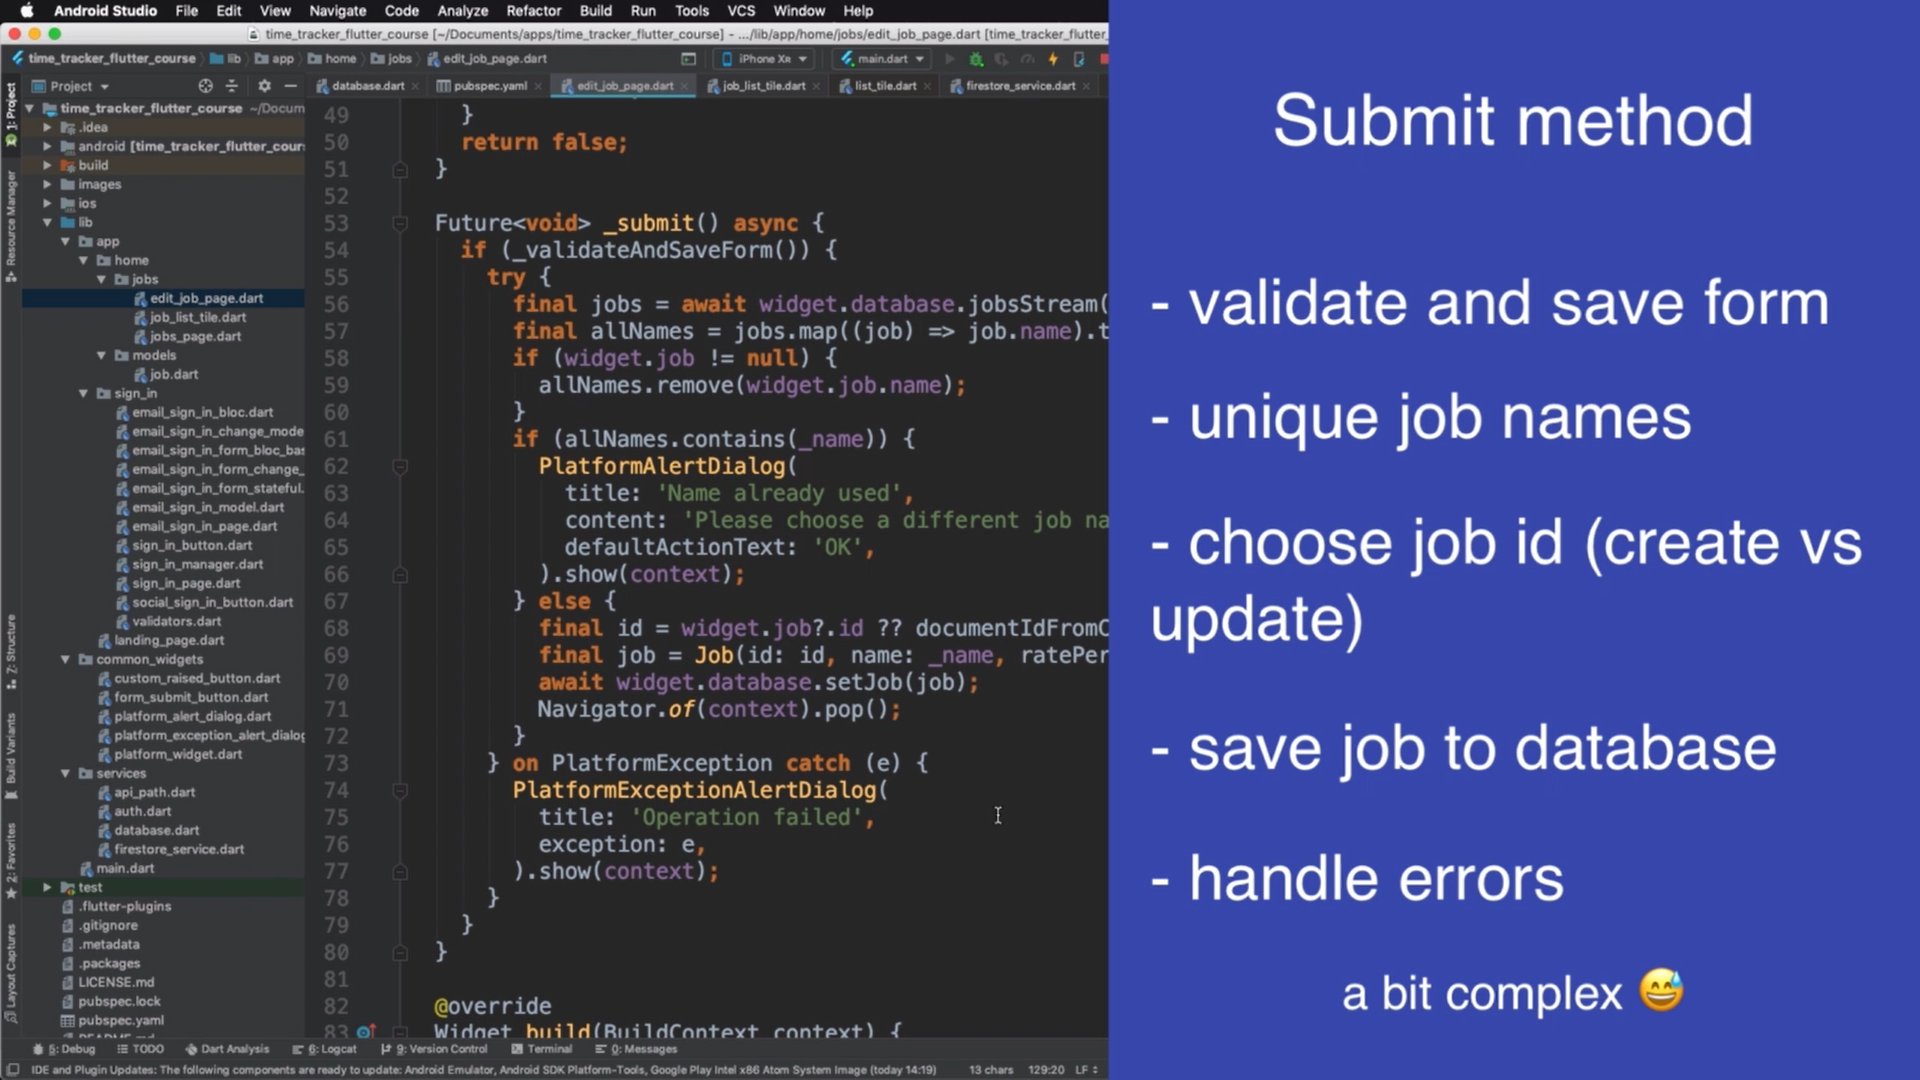 Android Studio File Edit View Navigate Code Analyze Refactor Build Run Tools VCS Window Help
time_tracker_flutter_course [~/Documents/apps/time_tracker_flutter_course] - .../lib/app/home/jobs/edit_job_page.dart [time_tracker_flutter_
time_tracker_flutter_course lib app home jobs edit_job_page.dart iPhone XR main.dart
Project database.dart pubspec.yaml edit_job_page.dart job_list_tile.dart list_tile.dart firestore_service.dart
1: Project
Resource Manager
Z: Structure
Build Variants
2: Favorites
Layout Captures
time_tracker_flutter_course ~/Docum
.idea
android [time_tracker_flutter_cour
build
images
ios
lib
app
home
jobs
edit_job_page.dart
job_list_tile.dart
jobs_page.dart
models
job.dart
sign_in
email_sign_in_bloc.dart
email_sign_in_change_mode
email_sign_in_form_bloc_bas
email_sign_in_form_change_
email_sign_in_form_stateful.
email_sign_in_model.dart
email_sign_in_page.dart
sign_in_button.dart
sign_in_manager.dart
sign_in_page.dart
social_sign_in_button.dart
validators.dart
landing_page.dart
common_widgets
custom_raised_button.dart
form_submit_button.dart
platform_alert_dialog.dart
platform_exception_alert_dialog
platform_widget.dart
services
api_path.dart
auth.dart
database.dart
firestore_service.dart
main.dart
test
.flutter-plugins
.gitignore
.metadata
.packages
LICENSE.md
pubspec.lock
pubspec.yaml
49 }
50 return false;
51 }
52
53 Future<void> _submit() async {
54 if (_validateAndSaveForm()) {
55 try {
56 final jobs = await widget.database.jobsStream(
57 final allNames = jobs.map((job) => job.name).t
58 if (widget.job != null) {
59 allNames.remove(widget.job.name);
60 }
61 if (allNames.contains(_name)) {
62 PlatformAlertDialog(
63 title: 'Name already used',
64 content: 'Please choose a different job na
65 defaultActionText: 'OK',
66 ).show(context);
67 } else {
68 final id = widget.job?.id ?? documentIdFromC
69 final job = Job(id: id, name: _name, ratePer
70 await widget.database.setJob(job);
71 Navigator.of(context).pop();
72 }
73 } on PlatformException catch (e) {
74 PlatformExceptionAlertDialog(
75 title: 'Operation failed',
76 exception: e,
77 ).show(context);
78 }
79 }
80 }
81
82 @override
83 Widget build(BuildContext context) {
5: Debug TODO Dart Analysis 6: Logcat 9: Version Control Terminal 0: Messages
IDE and Plugin Updates: The following components are ready to update: Android Emulator, Android SDK Platform-Tools, Google Play Intel x86 Atom System Image (today 14:19) 13 chars 129:20 LF
Submit method
- validate and save form
- unique job names
- choose job id (create vs
update)
- save job to database
- handle errors
a bit complex 😅